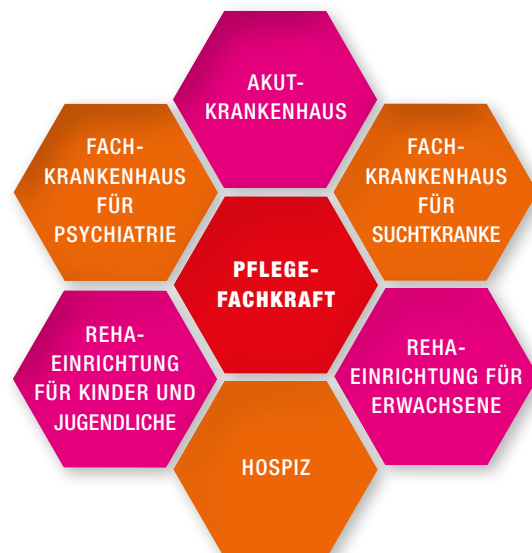 AKUT-
KRANKENHAUS
FACH-
KRANKENHAUS
FÜR
PSYCHIATRIE
FACH-
KRANKENHAUS
FÜR
SUCHTKRANKE
PFLEGE-
FACHKRAFT
REHA-
EINRICHTUNG
FÜR KINDER UND
JUGENDLICHE
REHA-
EINRICHTUNG FÜR
ERWACHSENE
HOSPIZ